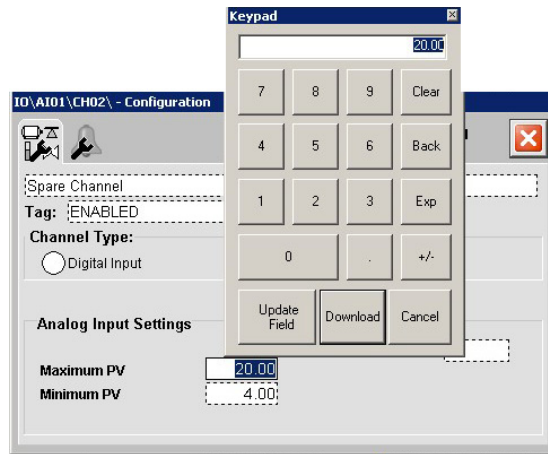 Keypad
20.00
7 8 9 Clear
4 5 6 Back
1 2 3 Exp
0 . +/-
Update
Field
Download Cancel
IO\AI01\CH02\ - Configuration
Spare Channel
Tag: ENABLED
Channel Type:
Digital Input
Analog Input Settings
Maximum PV 20.00
Minimum PV 4.00